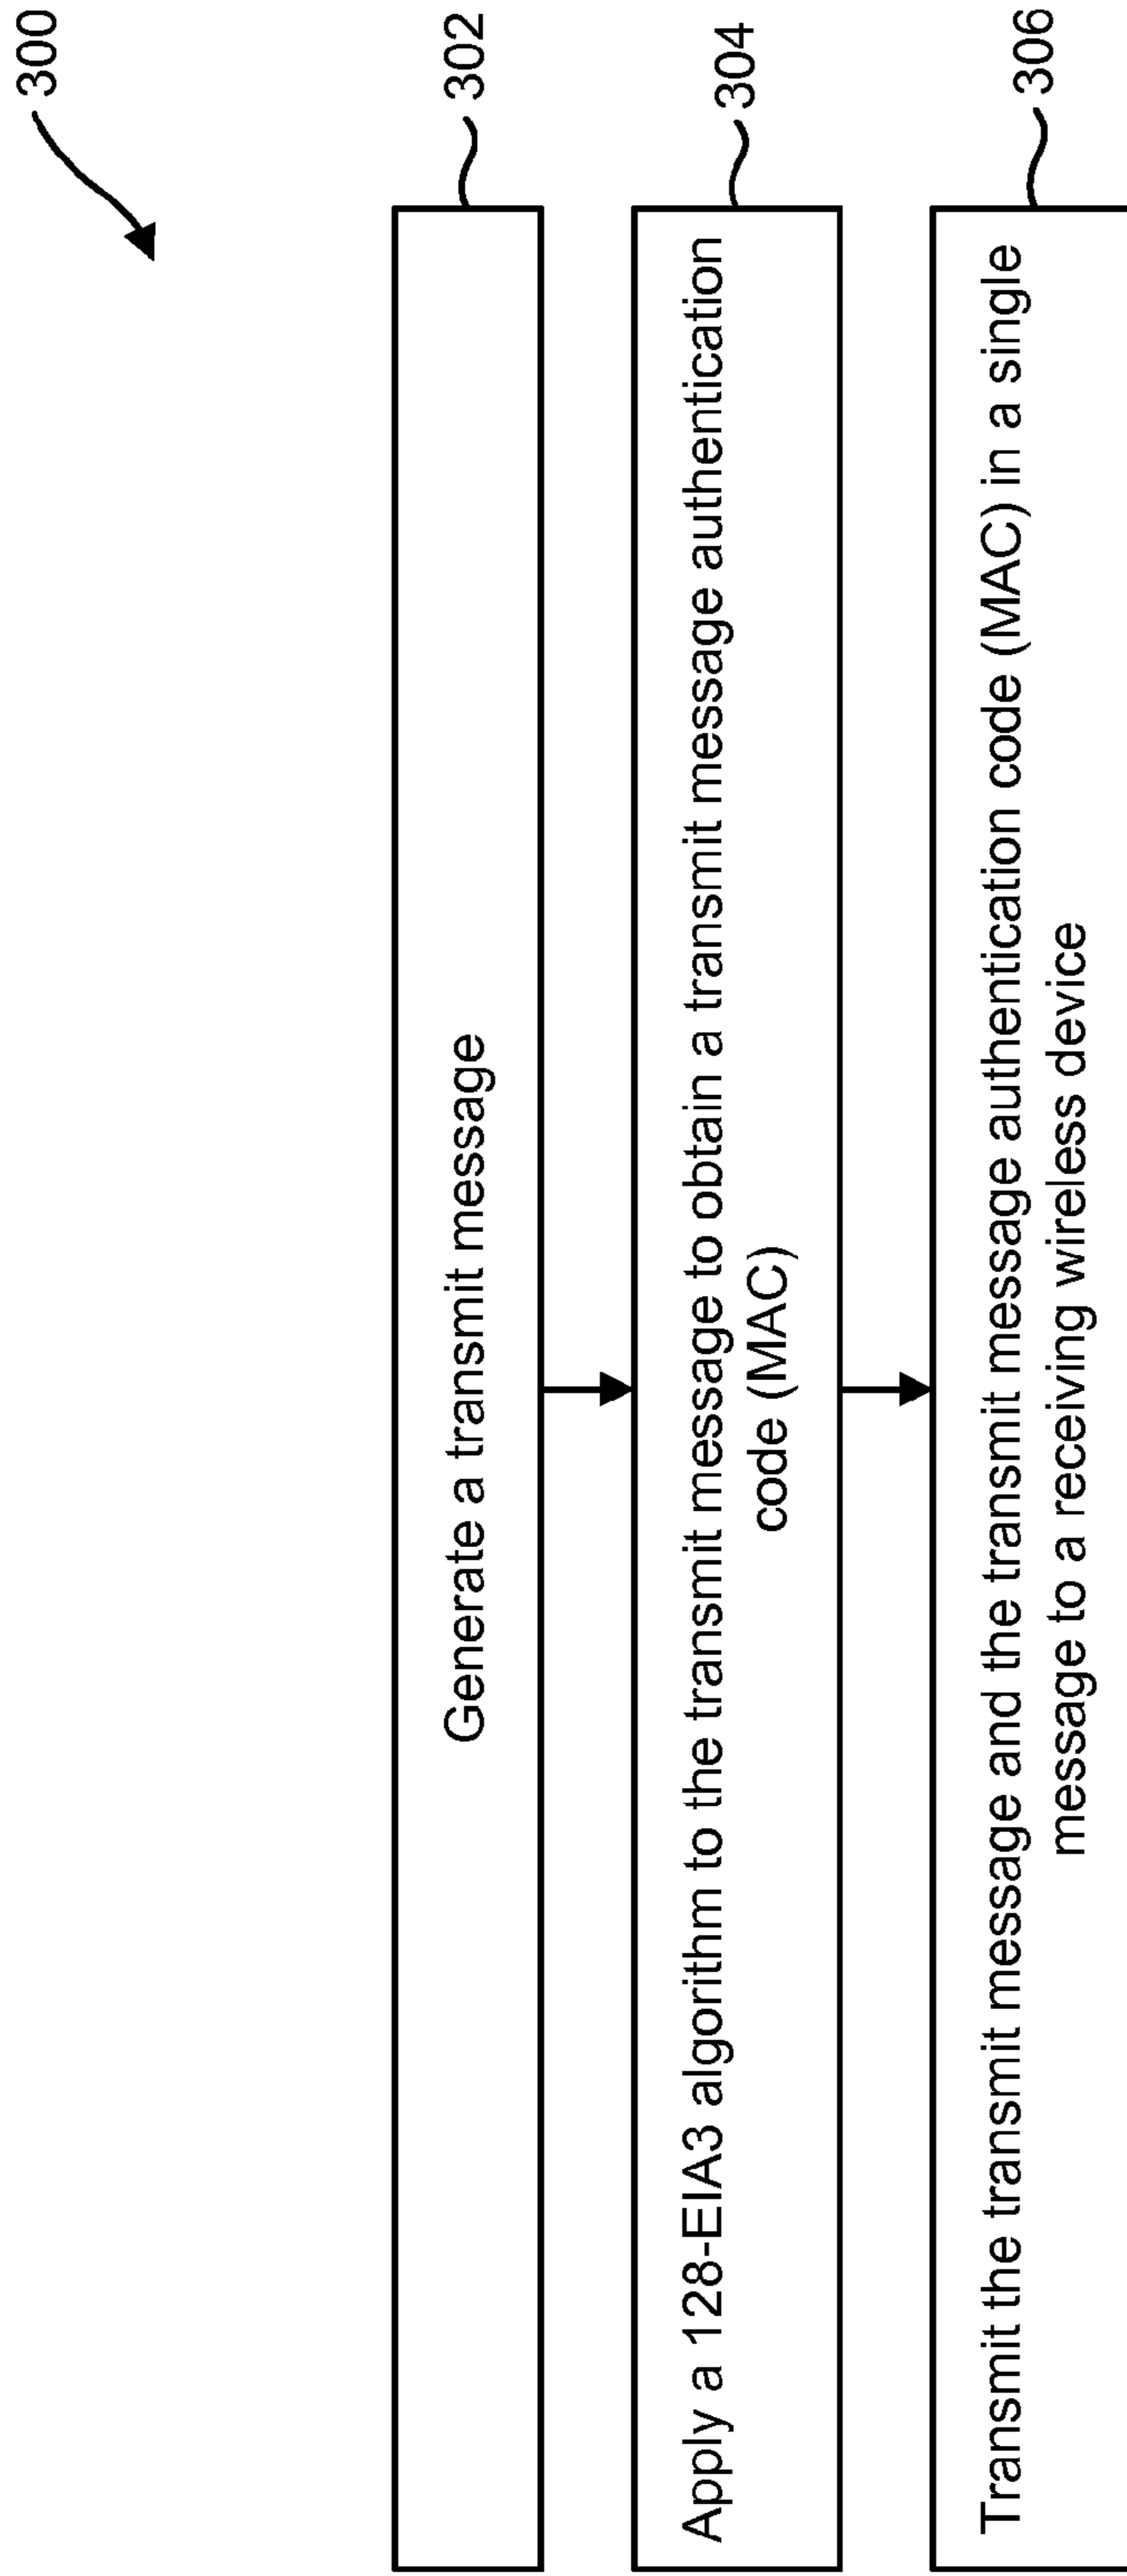 300
Generate a transmit message
302
Apply a 128-EIA3 algorithm to the transmit message to obtain a transmit message authentication
code (MAC)
304
Transmit the transmit message and the transmit message authentication code (MAC) in a single
message to a receiving wireless device
306